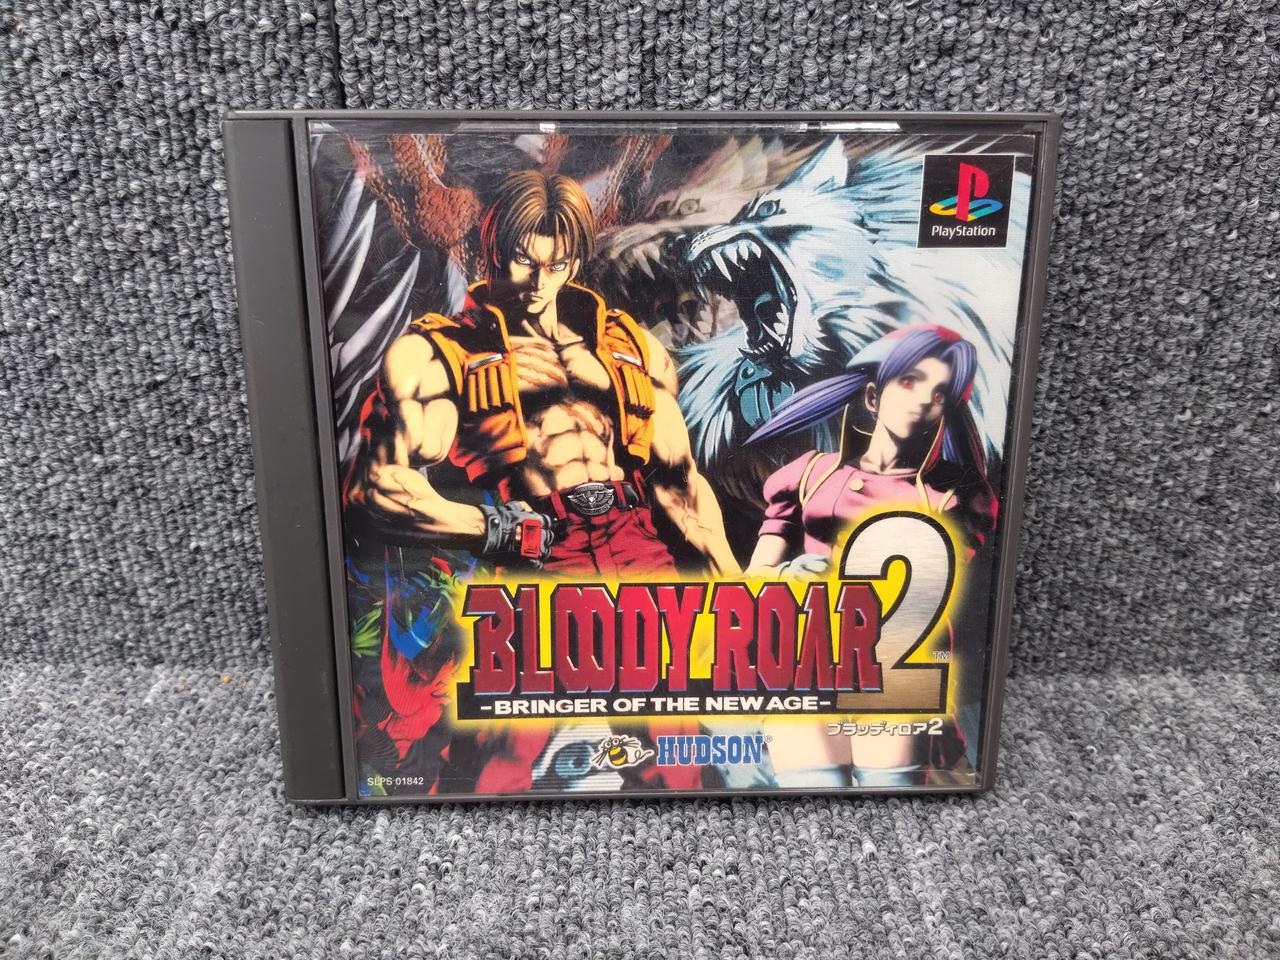 PlayStation
BLOODY ROAR 2 TM
-BRINGER OF THE NEW AGE-
ブラッディロア2
HUDSON®
SLPS 01842